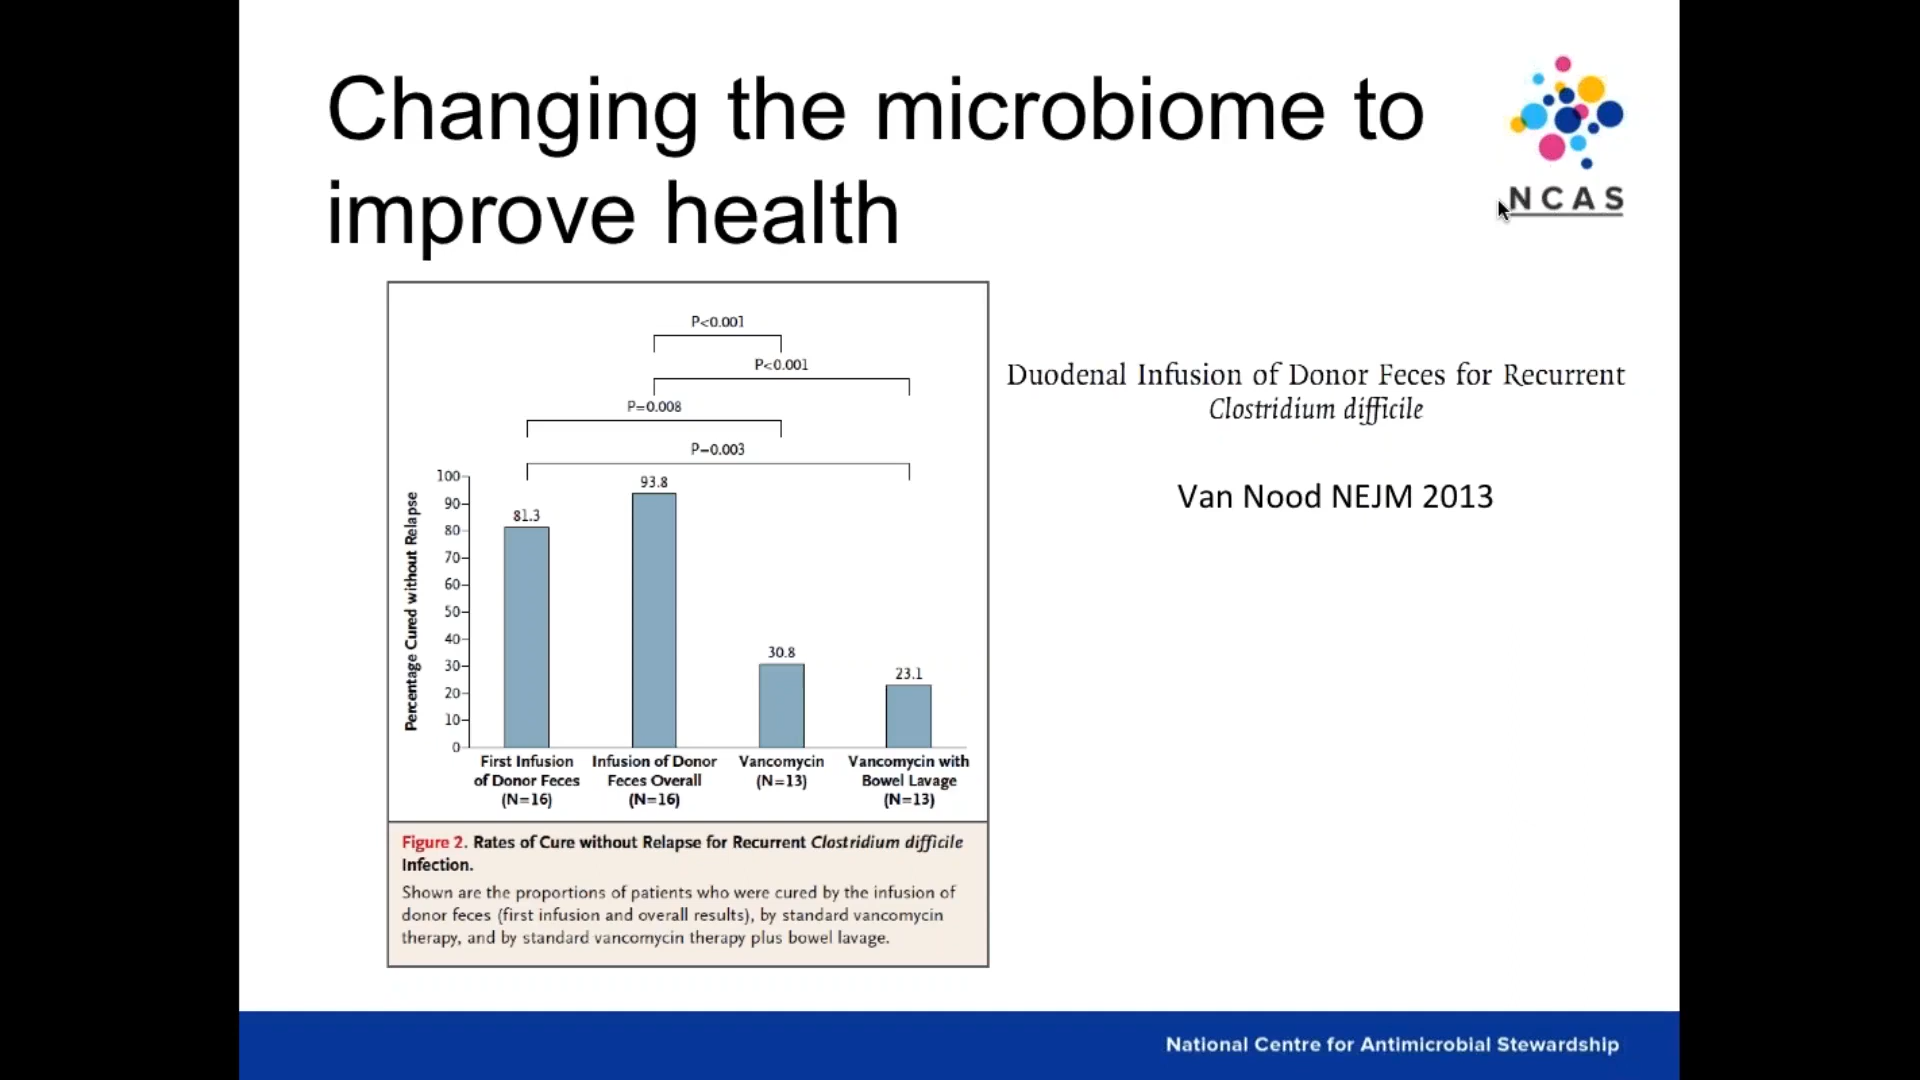 Changing the microbiome to
improve health
NCAS
P<0.001
P<0.001
P=0.008
P=0.003
Percentage Cured without Relapse
100
90
80
70
60
50
40
30
20
10
0
81.3
93.8
30.8
23.1
First Infusion
of Donor Feces
(N=16)
Infusion of Donor
Feces Overall
(N=16)
Vancomycin
(N=13)
Vancomycin with
Bowel Lavage
(N=13)
Figure 2. Rates of Cure without Relapse for Recurrent Clostridium difficile
Infection.
Shown are the proportions of patients who were cured by the infusion of
donor feces (first infusion and overall results), by standard vancomycin
therapy, and by standard vancomycin therapy plus bowel lavage.
Duodenal Infusion of Donor Feces for Recurrent
Clostridium difficile
Van Nood NEJM 2013
National Centre for Antimicrobial Stewardship